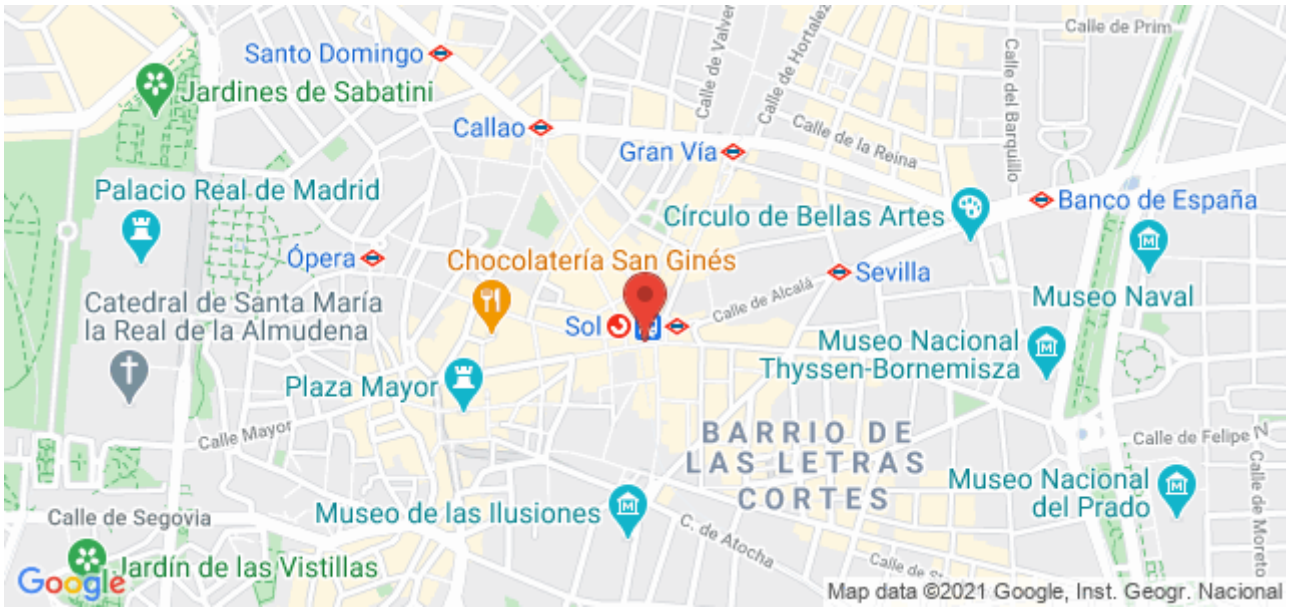 Calle de Prim
Calle de Valver
Calle de Hortalez
Santo Domingo
Calle del Barquillo
Jardines de Sabatini
Callao
Calle de la Reina
Gran Vía
Palacio Real de Madrid
Banco de España
Círculo de Bellas Artes
Ópera
Chocolatería San Ginés
Sevilla
Catedral de Santa María
la Real de la Almudena
Museo Naval
Calle de Alcalá
Sol
Museo Nacional
Thyssen-Bornemisza
Plaza Mayor
Calle Mayor
BARRIO DE
LAS LETRAS
CORTES
Calle de Felipe IV
Museo Nacional
del Prado
Calle de Moreto
Calle de Segovia
Museo de las Ilusiones
C. de Atocha
Jardín de las Vistillas
Google
Map data ©2021 Google, Inst. Geogr. Nacional